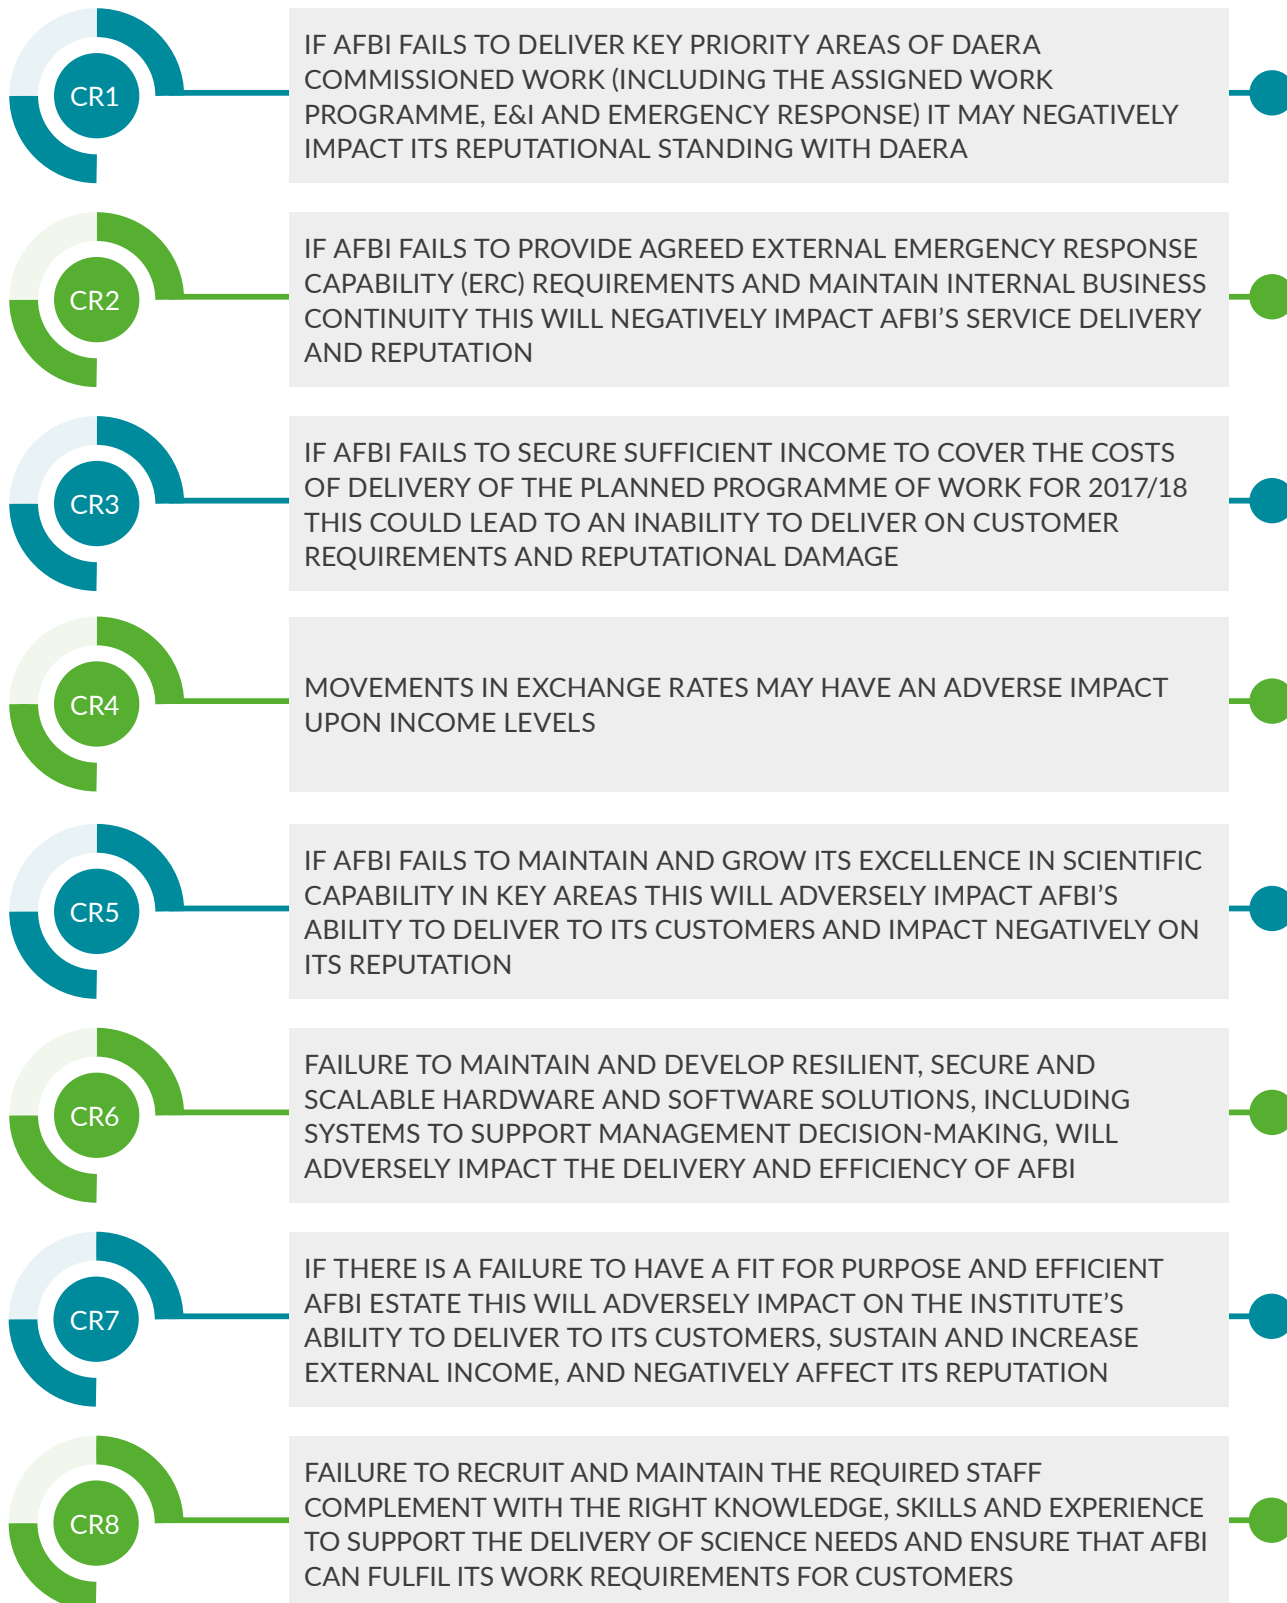 CR1
IF AFBI FAILS TO DELIVER KEY PRIORITY AREAS OF DAERA
COMMISSIONED WORK (INCLUDING THE ASSIGNED WORK
PROGRAMME, E&I AND EMERGENCY RESPONSE) IT MAY NEGATIVELY
IMPACT ITS REPUTATIONAL STANDING WITH DAERA
CR2
IF AFBI FAILS TO PROVIDE AGREED EXTERNAL EMERGENCY RESPONSE
CAPABILITY (ERC) REQUIREMENTS AND MAINTAIN INTERNAL BUSINESS
CONTINUITY THIS WILL NEGATIVELY IMPACT AFBI’S SERVICE DELIVERY
AND REPUTATION
CR3
IF AFBI FAILS TO SECURE SUFFICIENT INCOME TO COVER THE COSTS
OF DELIVERY OF THE PLANNED PROGRAMME OF WORK FOR 2017/18
THIS COULD LEAD TO AN INABILITY TO DELIVER ON CUSTOMER
REQUIREMENTS AND REPUTATIONAL DAMAGE
CR4
MOVEMENTS IN EXCHANGE RATES MAY HAVE AN ADVERSE IMPACT
UPON INCOME LEVELS
CR5
IF AFBI FAILS TO MAINTAIN AND GROW ITS EXCELLENCE IN SCIENTIFIC
CAPABILITY IN KEY AREAS THIS WILL ADVERSELY IMPACT AFBI’S
ABILITY TO DELIVER TO ITS CUSTOMERS AND IMPACT NEGATIVELY ON
ITS REPUTATION
CR6
FAILURE TO MAINTAIN AND DEVELOP RESILIENT, SECURE AND
SCALABLE HARDWARE AND SOFTWARE SOLUTIONS, INCLUDING
SYSTEMS TO SUPPORT MANAGEMENT DECISION-MAKING, WILL
ADVERSELY IMPACT THE DELIVERY AND EFFICIENCY OF AFBI
CR7
IF THERE IS A FAILURE TO HAVE A FIT FOR PURPOSE AND EFFICIENT
AFBI ESTATE THIS WILL ADVERSELY IMPACT ON THE INSTITUTE’S
ABILITY TO DELIVER TO ITS CUSTOMERS, SUSTAIN AND INCREASE
EXTERNAL INCOME, AND NEGATIVELY AFFECT ITS REPUTATION
CR8
FAILURE TO RECRUIT AND MAINTAIN THE REQUIRED STAFF
COMPLEMENT WITH THE RIGHT KNOWLEDGE, SKILLS AND EXPERIENCE
TO SUPPORT THE DELIVERY OF SCIENCE NEEDS AND ENSURE THAT AFBI
CAN FULFIL ITS WORK REQUIREMENTS FOR CUSTOMERS